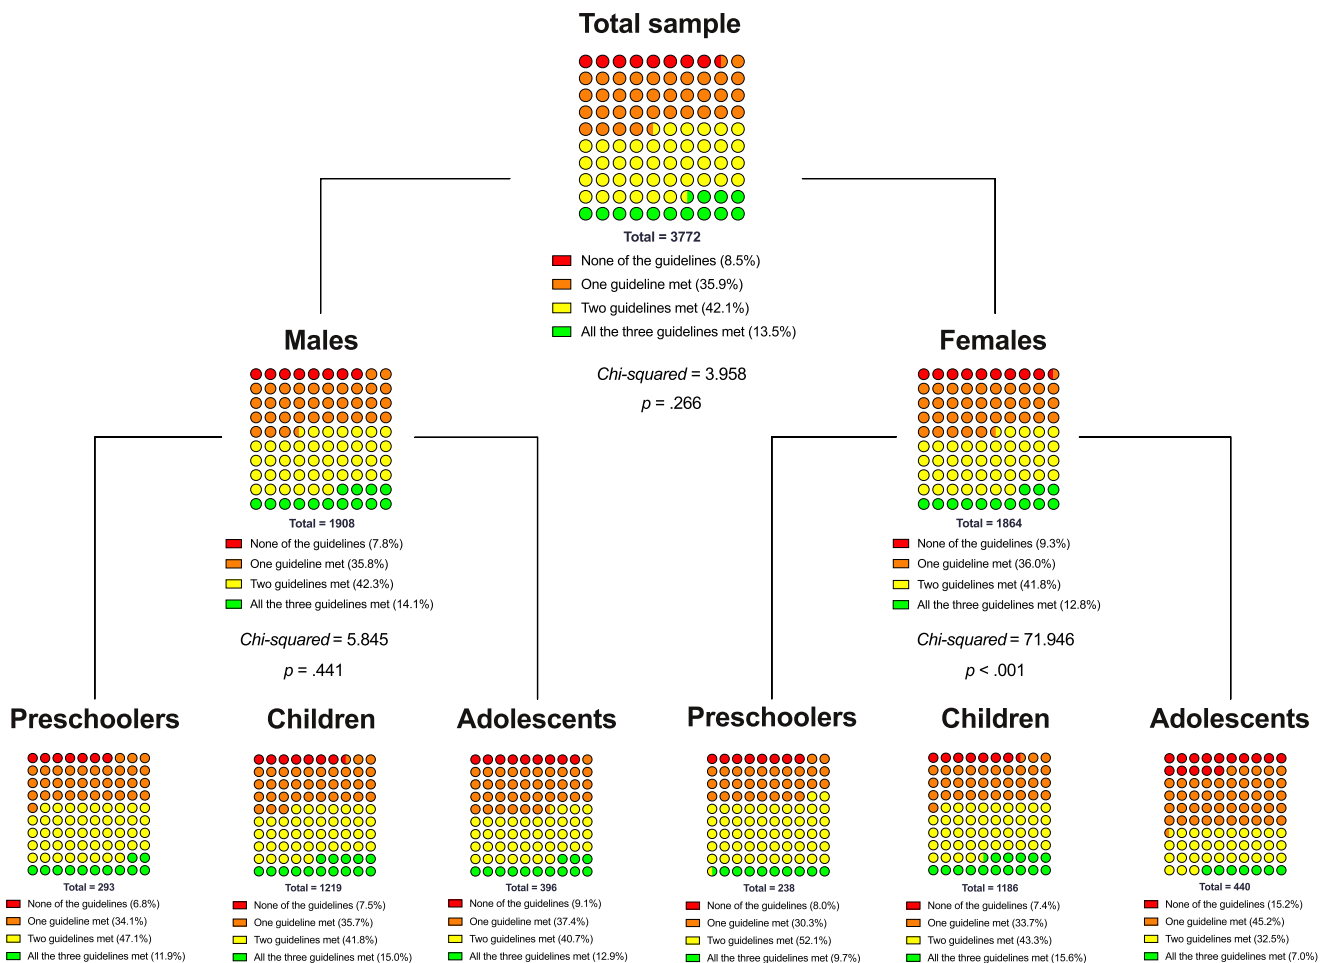 Total sample
Total = 3772
None of the guidelines (8.5%)
One guideline met (35.9%)
Two guidelines met (42.1%)
All the three guidelines met (13.5%)
Chi-squared = 3.958
p = .266
Males
Total = 1908
None of the guidelines (7.8%)
One guideline met (35.8%)
Two guidelines met (42.3%)
All the three guidelines met (14.1%)
Chi-squared = 5.845
p = .441
Females
Total = 1864
None of the guidelines (9.3%)
One guideline met (36.0%)
Two guidelines met (41.8%)
All the three guidelines met (12.8%)
Chi-squared = 71.946
p < .001
Preschoolers
Total = 293
None of the guidelines (6.8%)
One guideline met (34.1%)
Two guidelines met (47.1%)
All the three guidelines met (11.9%)
Children
Total = 1219
None of the guidelines (7.5%)
One guideline met (35.7%)
Two guidelines met (41.8%)
All the three guidelines met (15.0%)
Adolescents
Total = 396
None of the guidelines (9.1%)
One guideline met (37.4%)
Two guidelines met (40.7%)
All the three guidelines met (12.9%)
Preschoolers
Total = 238
None of the guidelines (8.0%)
One guideline met (30.3%)
Two guidelines met (52.1%)
All the three guidelines met (9.7%)
Children
Total = 1186
None of the guidelines (7.4%)
One guideline met (33.7%)
Two guidelines met (43.3%)
All the three guidelines met (15.6%)
Adolescents
Total = 440
None of the guidelines (15.2%)
One guideline met (45.2%)
Two guidelines met (32.5%)
All the three guidelines met (7.0%)